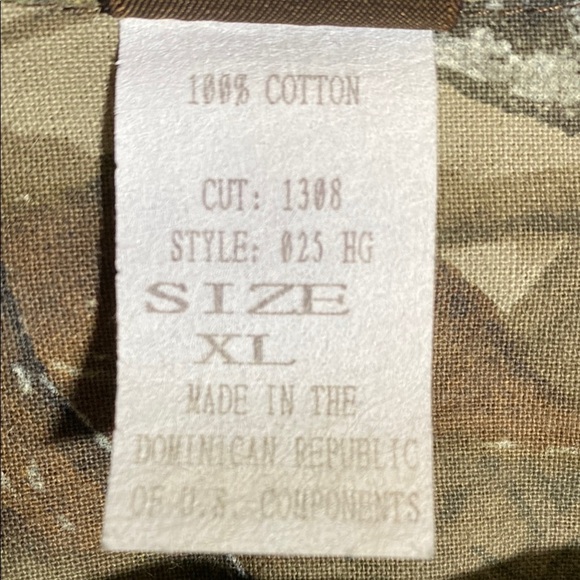 100% COTTON
CUT: 1308
STYLE: 025 HG
SIZE
XL
MADE IN THE
DOMINICAN REPUBLIC
OF U.S. COMPONENTS